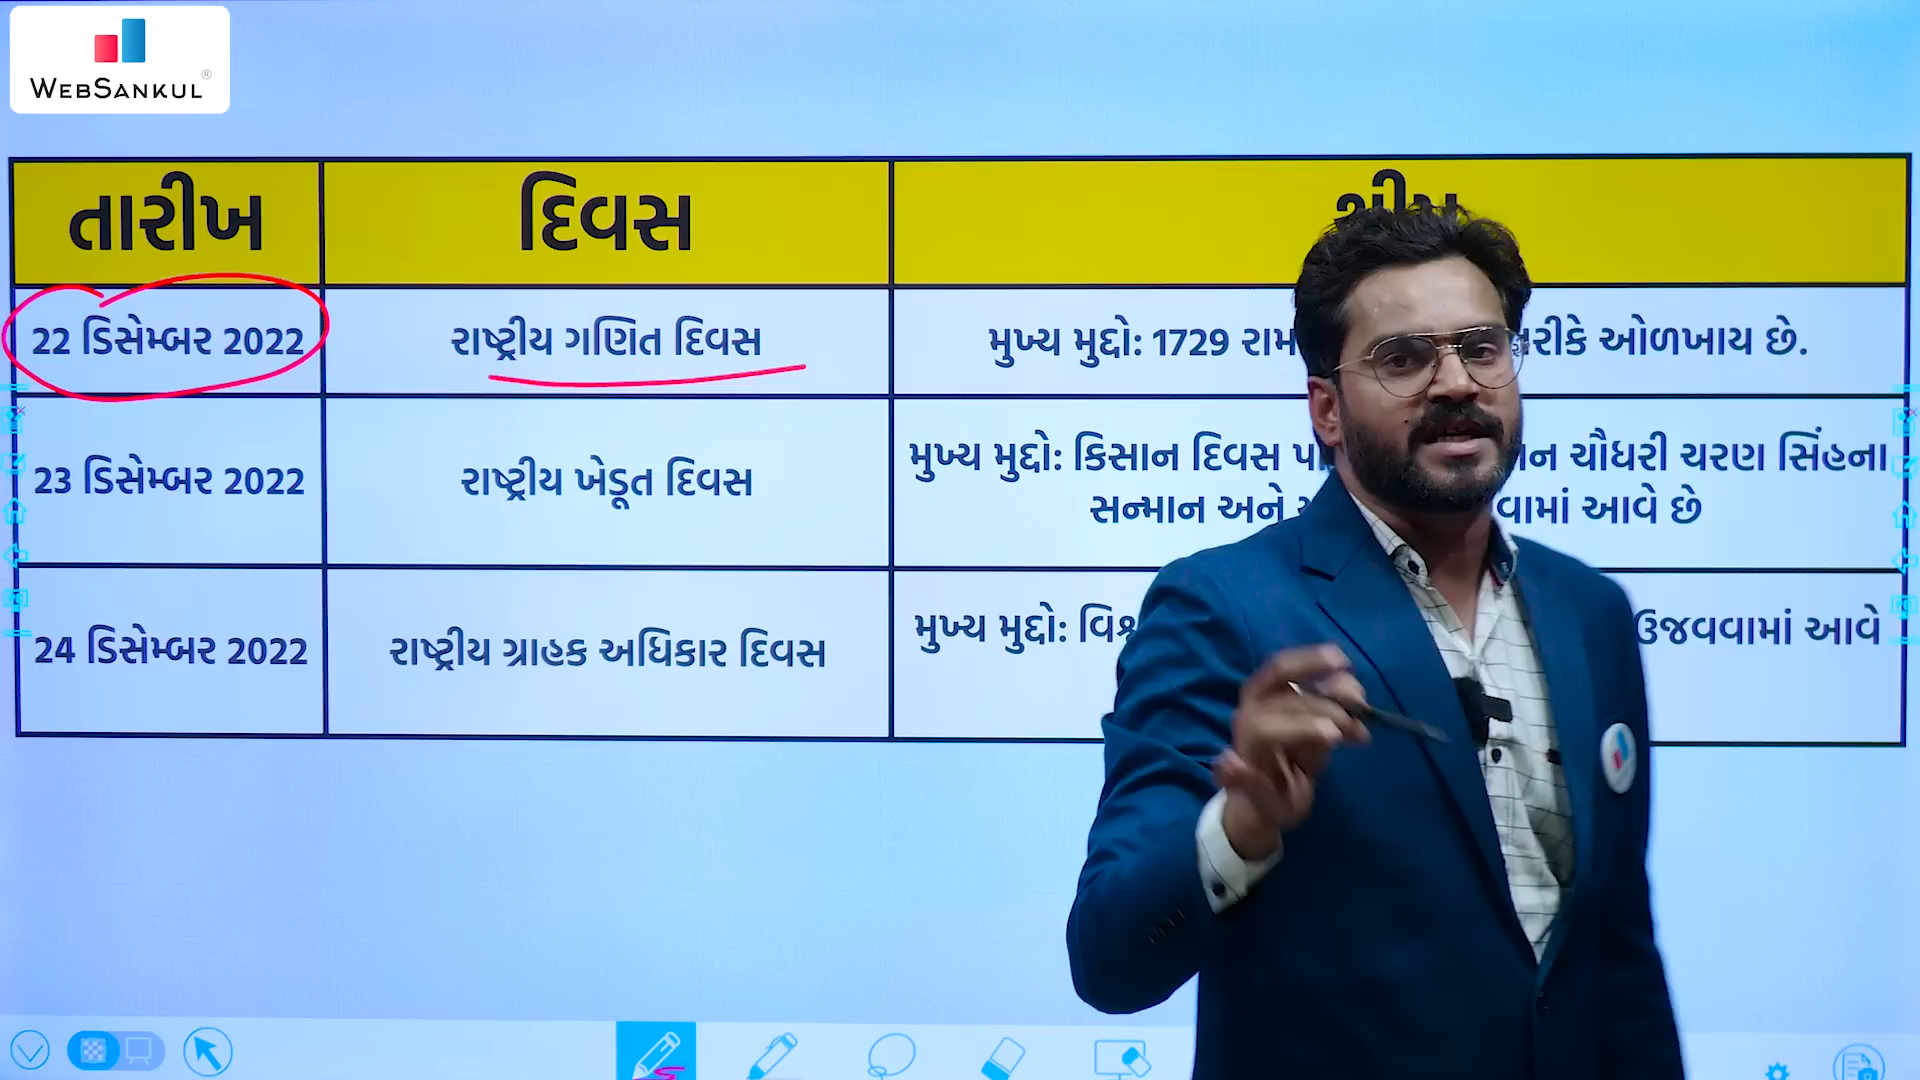 WEBSANKUL®
તારીખ દિવસ
22 ડિસેમ્બર 2022 રાષ્ટ્રીય ગણિત દિવસ મુખ્ય મુદ્દો: 1729 ઓળખાય છે.
23 ડિસેમ્બર 2022 રાષ્ટ્રીય ખેડૂત દિવસ મુખ્ય મુદ્દો: કિસાન દિવસ ચૌધરી ચરણ સિંહના
સન્માન અને આવે છે
24 ડિસેમ્બર 2022 રાષ્ટ્રીય ગ્રાહક અધિકાર દિવસ મુખ્ય મુદ્દો: ઉજવવામાં આવે